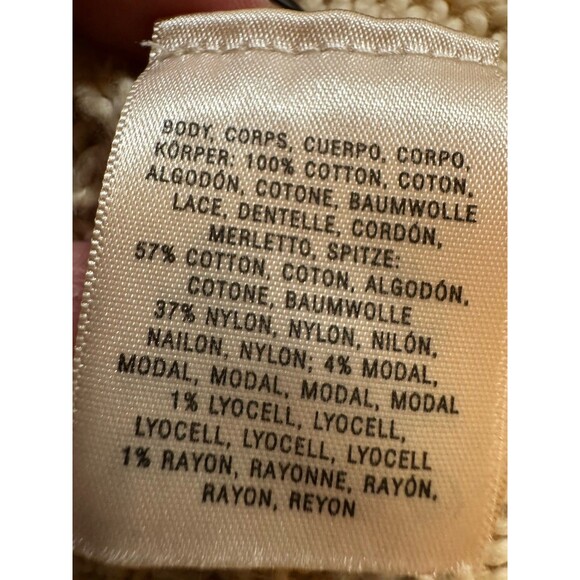 BODY, CORPS, CUERPO, CORPO,
KÖRPER: 100% COTTON, COTON,
ALGODÓN, COTONE, BAUMWOLLE
LACE, DENTELLE, CORDÓN,
MERLETTO, SPITZE:
57% COTTON, COTON, ALGODÓN,
COTONE, BAUMWOLLE
37% NYLON, NYLON, NILÓN,
NAILON, NYLON; 4% MODAL,
MODAL, MODAL, MODAL, MODAL
1% LYOCELL, LYOCELL,
LYOCELL, LYOCELL, LYOCELL
1% RAYON, RAYONNE, RAYÓN,
RAYON, REYON